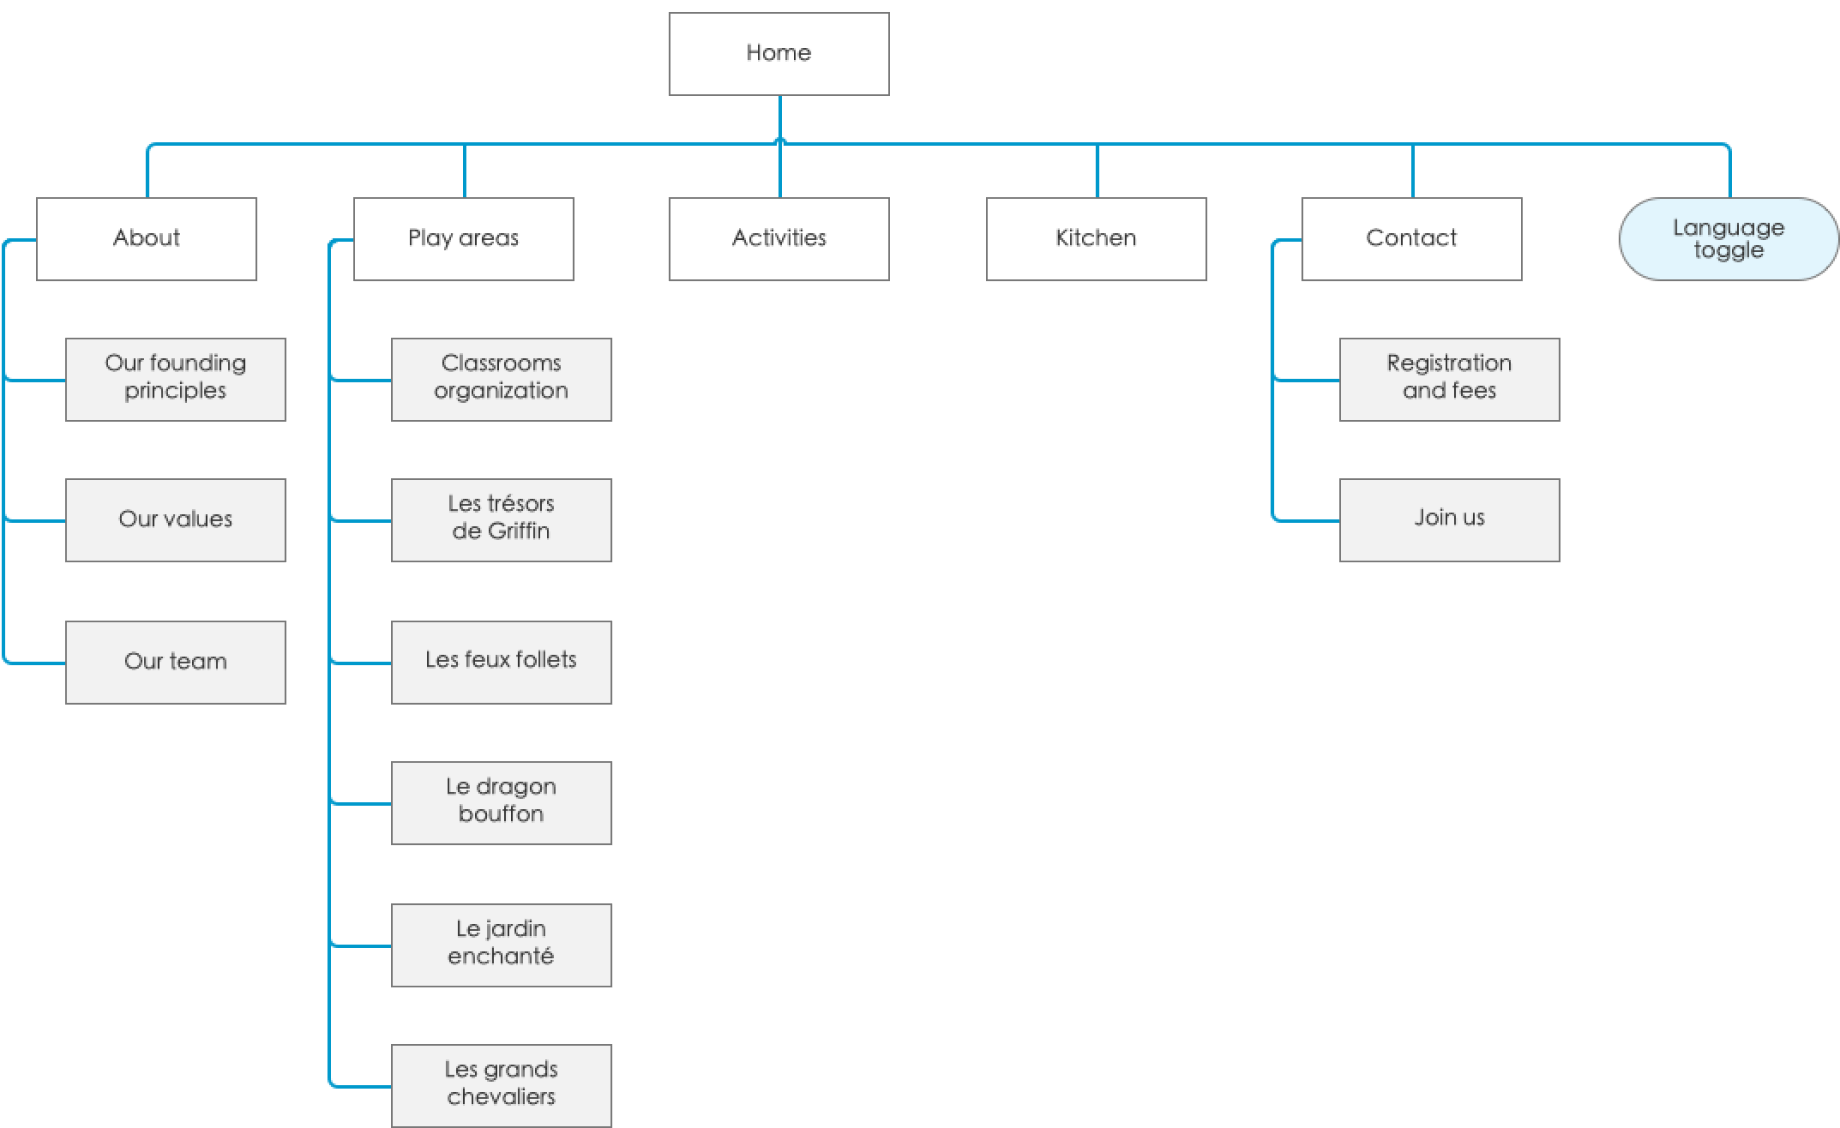 Home
About
Play areas
Activities
Kitchen
Contact
Language
toggle
Our founding
principles
Our values
Our team
Classrooms
organization
Les trésors
de Griffin
Les feux follets
Le dragon
bouffon
Le jardin
enchanté
Les grands
chevaliers
Registration
and fees
Join us